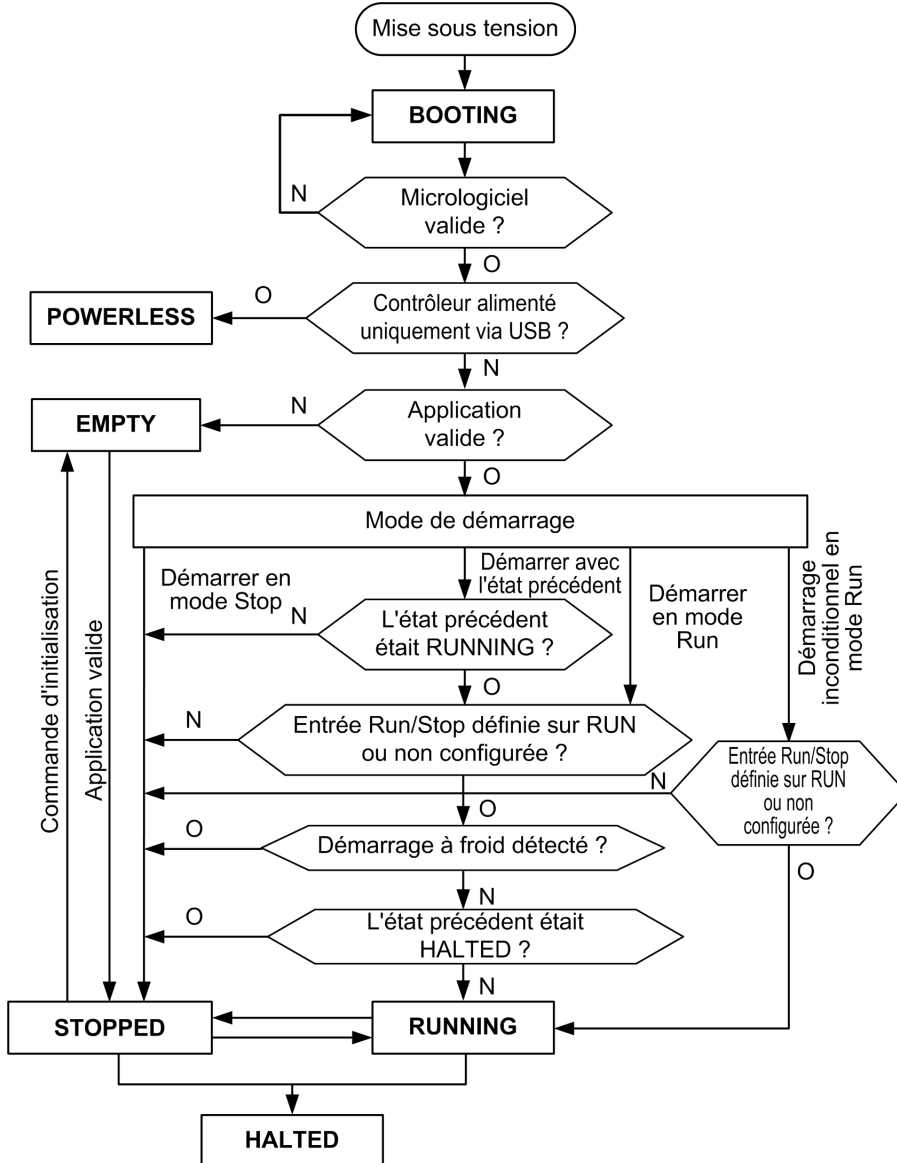 Mise sous tension
BOOTING
N
Micrologiciel
valide ?
O
O
Contrôleur alimenté
uniquement via USB ?
POWERLESS
N
N
Application
valide ?
EMPTY
O
Mode de démarrage
Démarrer en
mode Stop
Démarrer avec
l'état précédent
Démarrer
en mode
Run
Démarrage
inconditionnel en
mode Run
Commande d'initialisation
Application valide
N
L'état précédent
était RUNNING ?
O
N
Entrée Run/Stop définie sur RUN
ou non configurée ?
N
Entrée Run/Stop
définie sur RUN
ou non
configurée ?
O
O
Démarrage à froid détecté ?
O
N
O
L'état précédent était
HALTED ?
N
STOPPED
RUNNING
HALTED